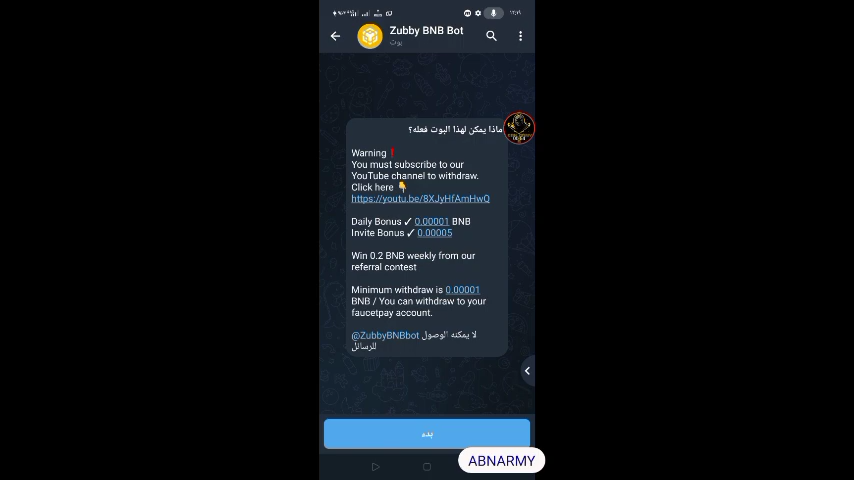 ١٢:١٩
Zubby BNB Bot
بوت
ماذا يمكن لهذا البوت فعله؟
Warning❗
You must subscribe to our
YouTube channel to withdraw.
Click here 👇
https://youtu.be/8XJyHfAmHwQ
Daily Bonus ✓ 0.00001 BNB
Invite Bonus ✓ 0.00005
Win 0.2 BNB weekly from our
referral contest
Minimum withdraw is 0.00001
BNB / You can withdraw to your
faucetpay account.
@ZubbyBNBbot لا يمكنه الوصول
للرسائل
بدء
ABNARMY